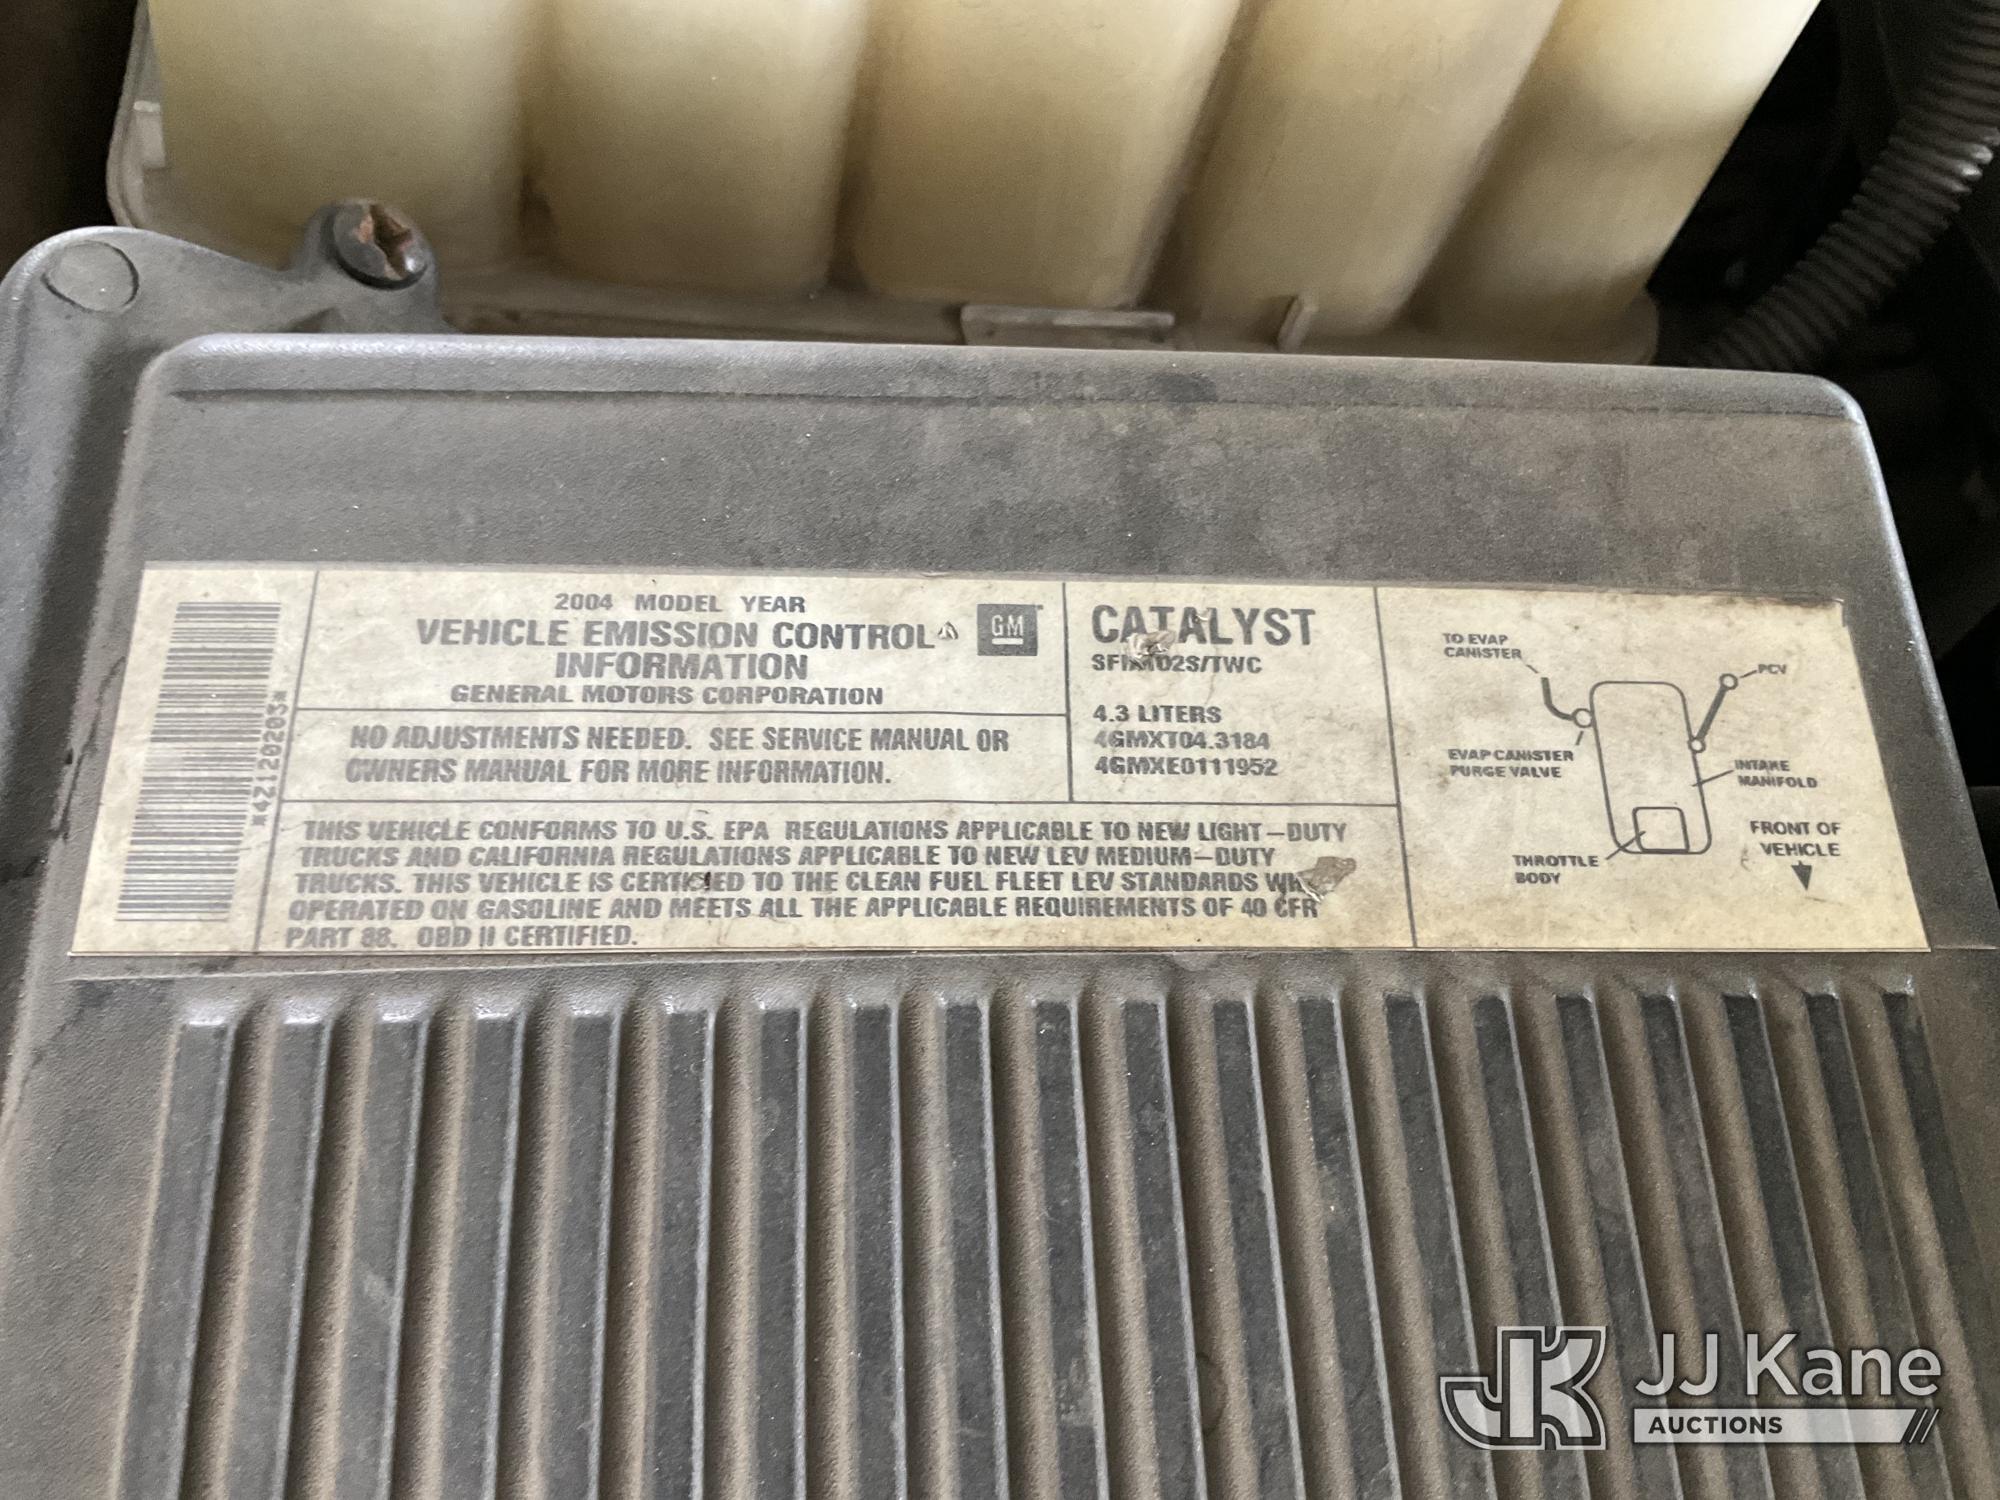 *4Z120203*
2004 MODEL YEAR
VEHICLE EMISSION CONTROL
INFORMATION
GENERAL MOTORS CORPORATION
GM
NO ADJUSTMENTS NEEDED. SEE SERVICE MANUAL OR
OWNERS MANUAL FOR MORE INFORMATION.
THIS VEHICLE CONFORMS TO U.S. EPA REGULATIONS APPLICABLE TO NEW LIGHT-DUTY
TRUCKS AND CALIFORNIA REGULATIONS APPLICABLE TO NEW LEV MEDIUM-DUTY
TRUCKS. THIS VEHICLE IS CERTIFIED TO THE CLEAN FUEL FLEET LEV STANDARDS
OPERATED ON GASOLINE AND MEETS ALL THE APPLICABLE REQUIREMENTS OF 40 CFR
PART 88. OBD II CERTIFIED.
CATALYST
4.3 LITERS
4GMXT04.3184
4GMXE0111952
TO EVAP
CANISTER
PCV
EVAP CANISTER
PURGE VALVE
INTAKE
MANIFOLD
THROTTLE
BODY
FRONT OF
VEHICLE
JK
JJ Kane
AUCTIONS